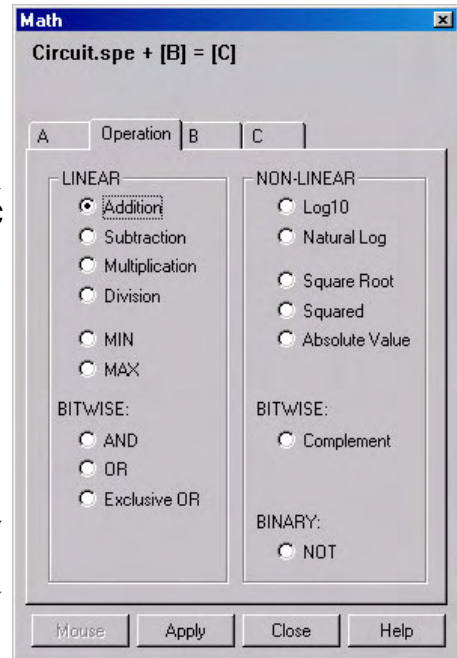 Math
Circuit.spe + [B] = [C]
A Operation B C
LINEAR
Addition
Subtraction
Multiplication
Division
MIN
MAX
BITWISE:
AND
OR
Exclusive OR
NON-LINEAR
Log10
Natural Log
Square Root
Squared
Absolute Value
BITWISE:
Complement
BINARY:
NOT
Mouse Apply Close Help